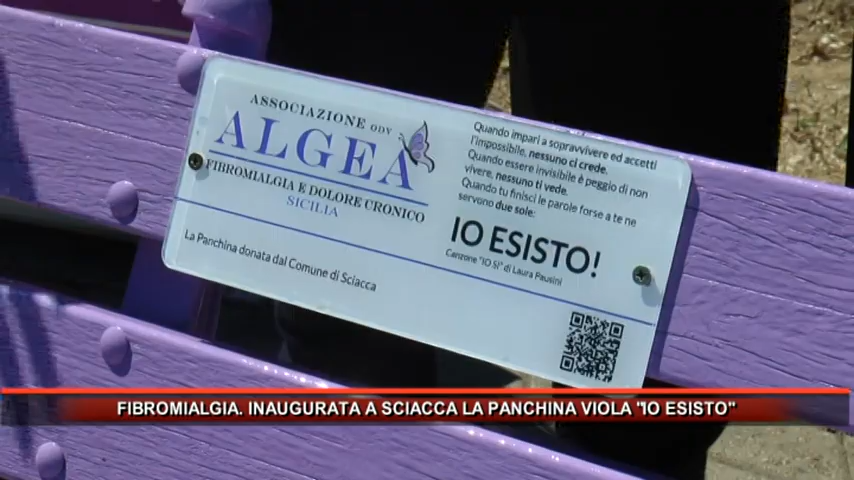 ASSOCIAZIONE ODV
ALGEA
FIBROMIALGIA E DOLORE CRONICO
SICILIA
La Panchina donata dal Comune di Sciacca
Quando impari a sopravvivere ed accetti
l'impossibile, nessuno ci crede.
Quando essere invisibile è peggio di non
vivere, nessuno ti vede.
Quando tu finisci le parole forse a te ne
servono due sole:
IO ESISTO!
Canzone "IO SI" di Laura Pausini
FIBROMIALGIA. INAUGURATA A SCIACCA LA PANCHINA VIOLA "IO ESISTO"